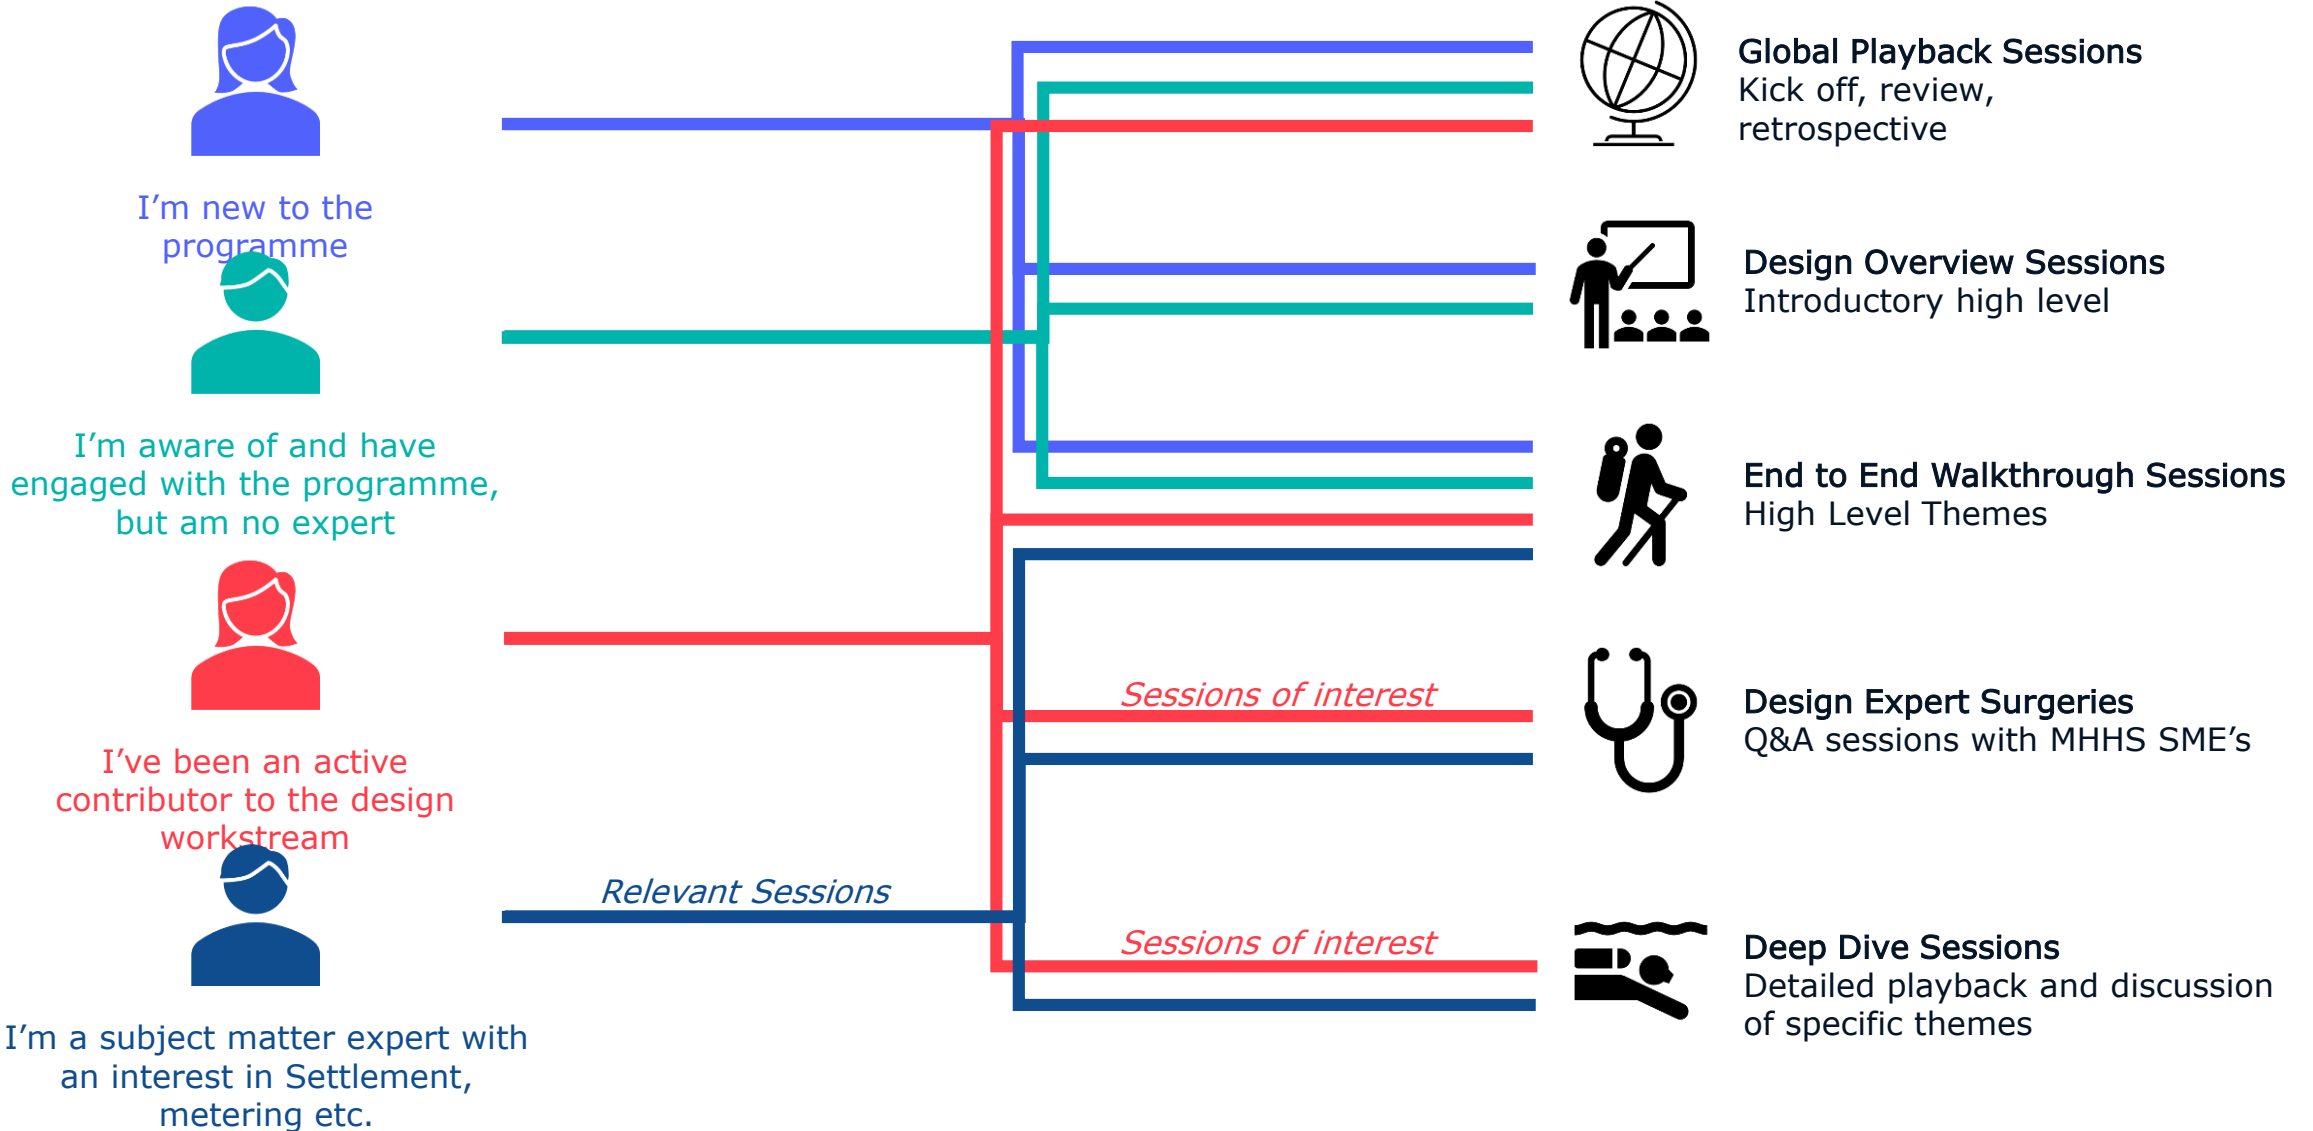 I’m new to the
programme
I’m aware of and have
engaged with the programme,
but am no expert
I’ve been an active
contributor to the design
workstream
I’m a subject matter expert with
an interest in Settlement,
metering etc.
Relevant Sessions
Sessions of interest
Sessions of interest
Global Playback Sessions
Kick off, review,
retrospective
Design Overview Sessions
Introductory high level
End to End Walkthrough Sessions
High Level Themes
Design Expert Surgeries
Q&A sessions with MHHS SME’s
Deep Dive Sessions
Detailed playback and discussion
of specific themes